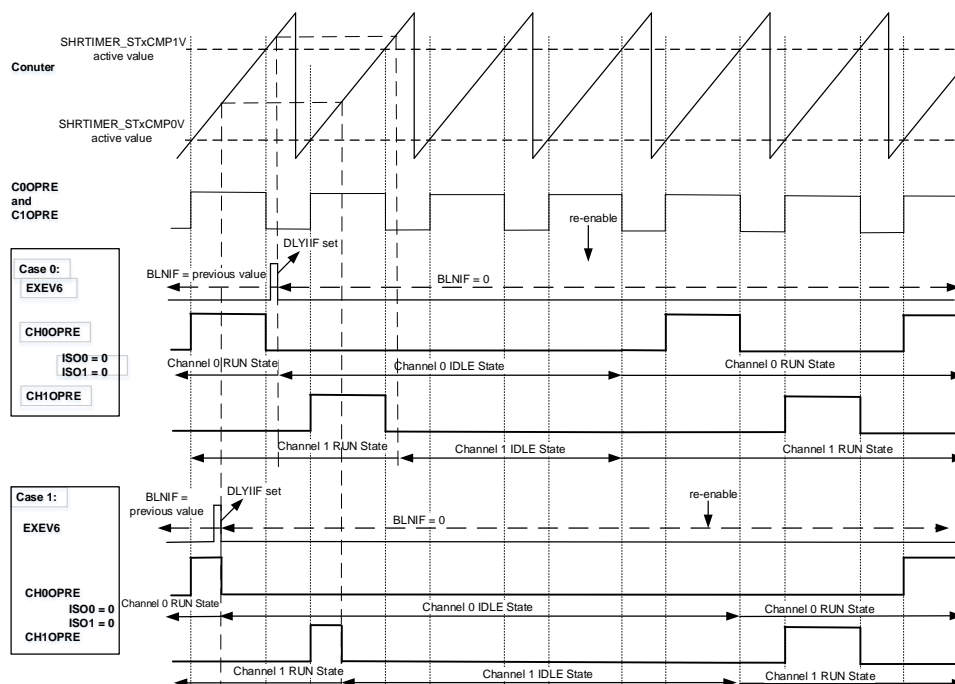 SHRTIMER_STxCMP1V
active value
Conuter
SHRTIMER_STxCMP0V
active value
C0OPRE
and
C1OPRE
re-enable
DLYIIF set
Case 0:
BLNIF = previous value
BLNIF = 0
EXEV6
CH0OPRE
ISO0 = 0
ISO1 = 0
Channel 0 RUN State
Channel 0 IDLE State
Channel 0 RUN State
CH1OPRE
Channel 1 RUN State
Channel 1 IDLE State
Channel 1 RUN State
Case 1:
DLYIIF set
BLNIF =
previous value
re-enable
BLNIF = 0
EXEV6
CH0OPRE
Channel 0 RUN State
Channel 0 IDLE State
Channel 0 RUN State
ISO0 = 0
ISO1 = 0
CH1OPRE
Channel 1 RUN State
Channel 1 IDLE State
Channel 1 RUN State